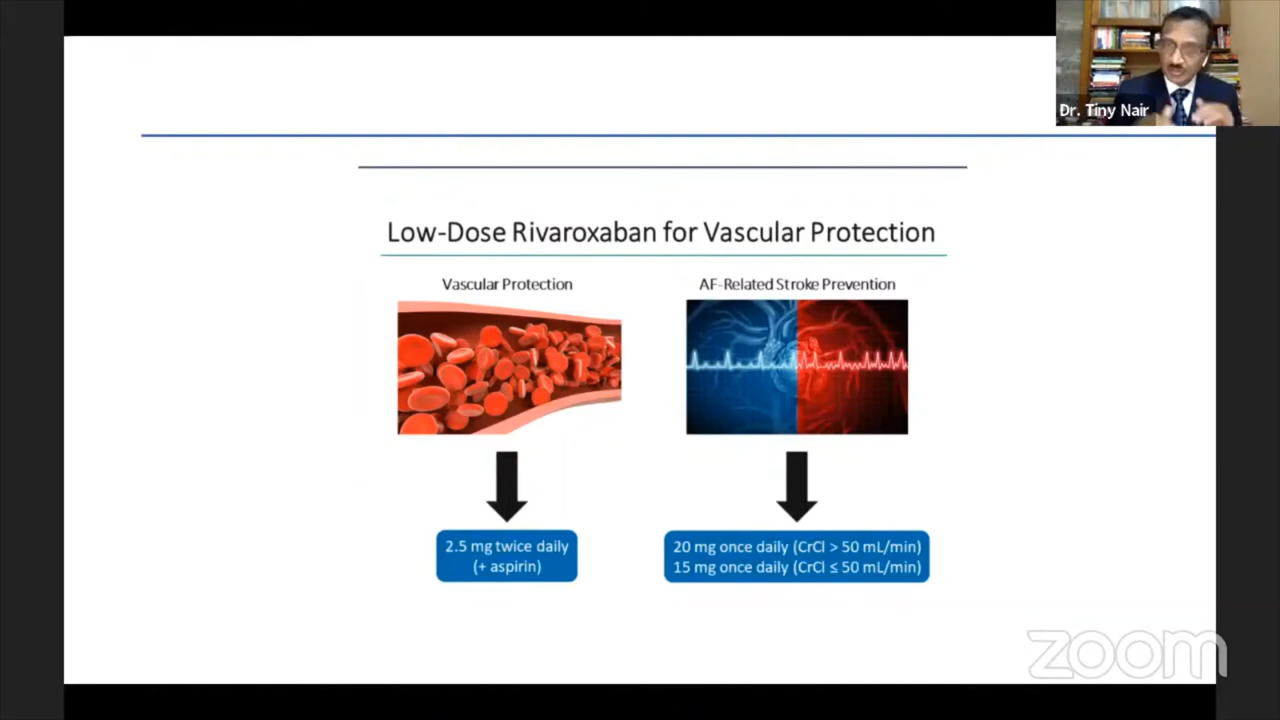 Dr. Tiny Nair
Low-Dose Rivaroxaban for Vascular Protection
Vascular Protection
AF-Related Stroke Prevention
2.5 mg twice daily
(+ aspirin)
20 mg once daily (CrCl > 50 mL/min)
15 mg once daily (CrCl ≤ 50 mL/min)
zoom